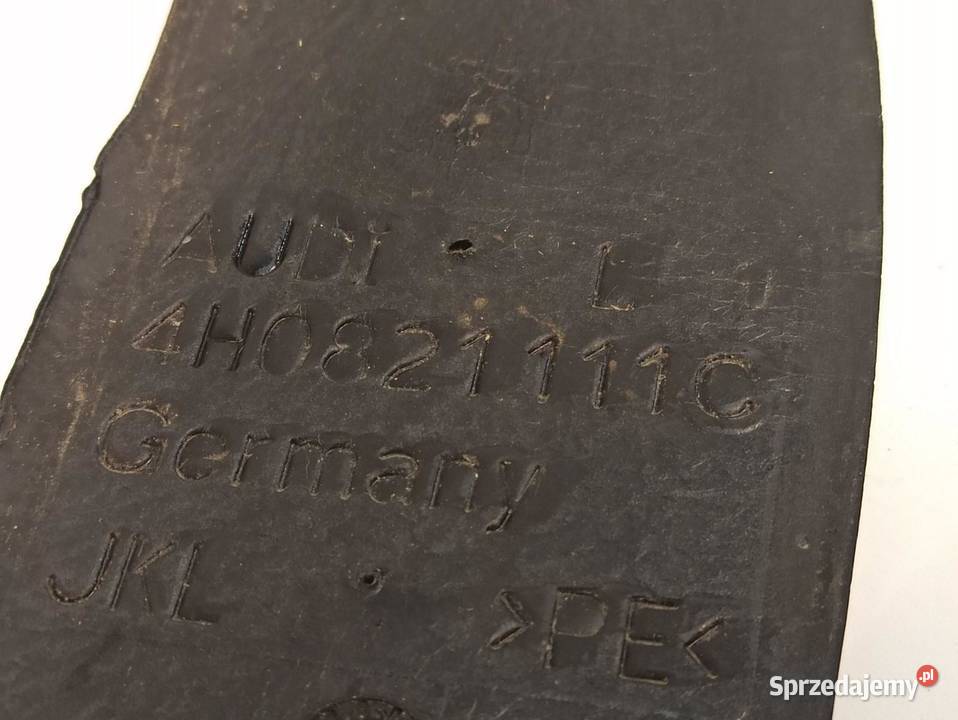 AUDi L
4H0821111C
Germany
JKL >PE<
Sprzedajemy.pl